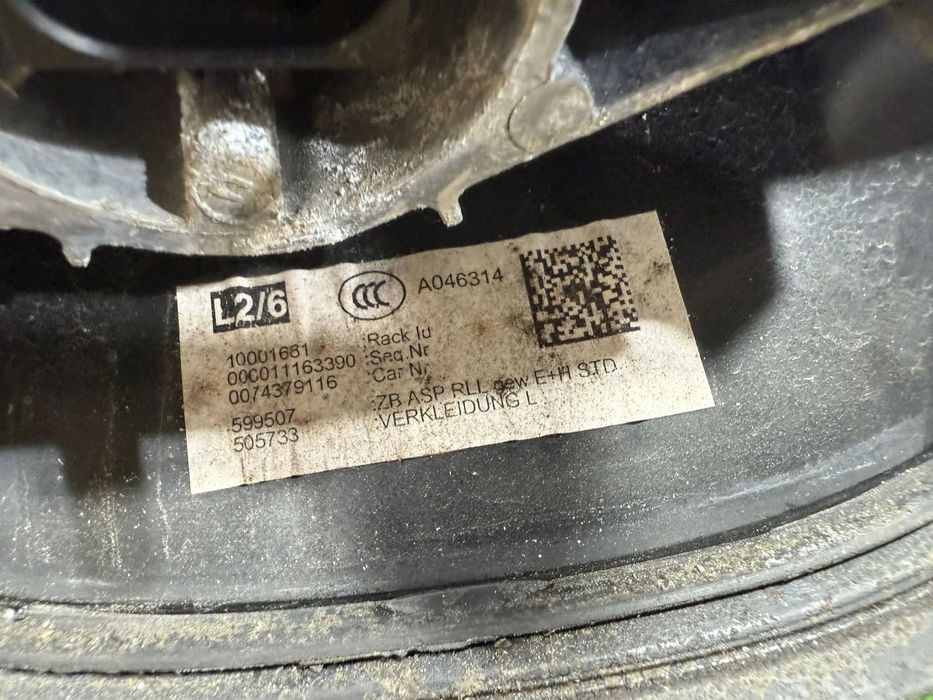 L2/6
CCC
A046314
10001681 :Rack Id
000011163390 :Seq.Nr
0074379116 Car Nr
:599507 :ZB ASP RLL gew E+H STD
505733 :VERKLEIDUNG L